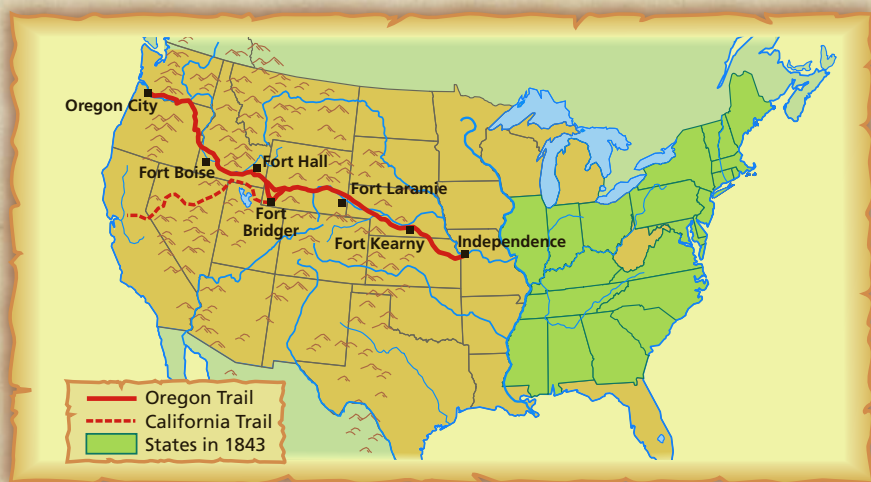 Oregon City
Fort Boise
Fort Hall
Fort Laramie
Fort
Bridger
Fort Kearny
Independence
Oregon Trail
California Trail
States in 1843